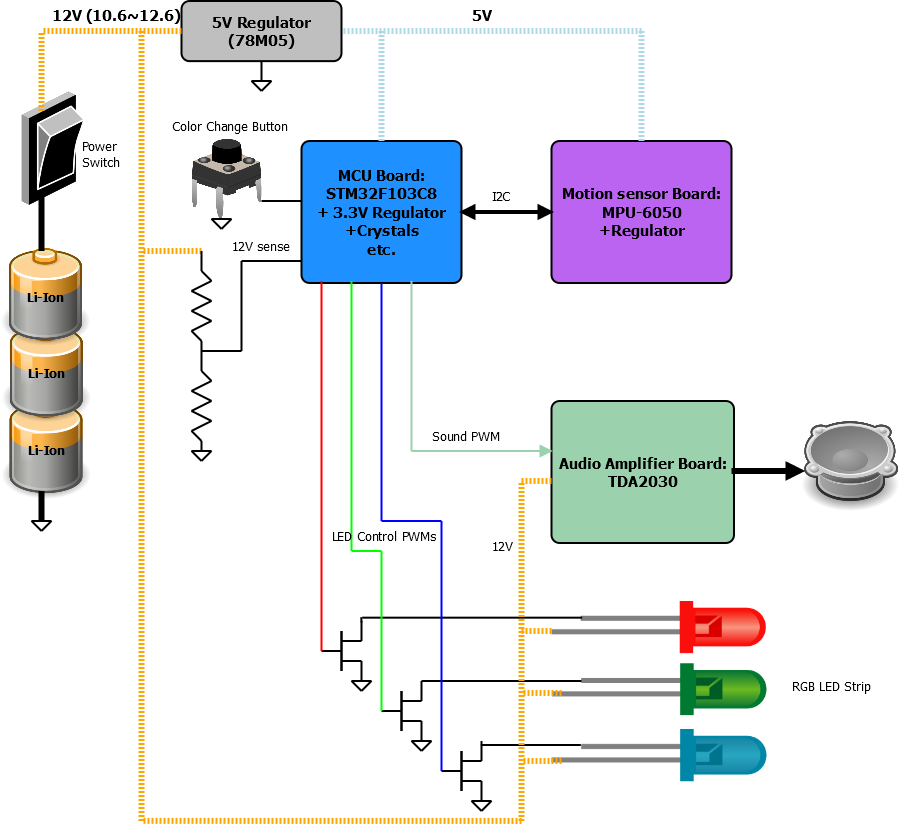 12V (10.6~12.6)
5V Regulator
(78M05)
5V
Color Change Button
Power
Switch
MCU Board:
STM32F103C8
+ 3.3V Regulator
+Crystals
etc.
I2C
Motion sensor Board:
MPU-6050
+Regulator
12V sense
Li-Ion
Li-Ion
Li-Ion
Sound PWM
Audio Amplifier Board:
TDA2030
LED Control PWMs
12V
RGB LED Strip